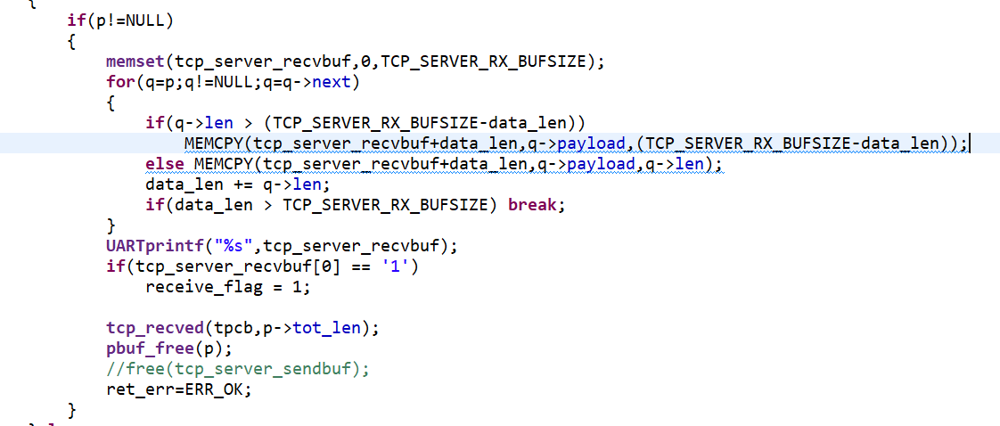 {
if(p!=NULL)
{
memset(tcp_server_recvbuf,0,TCP_SERVER_RX_BUFSIZE);
for(q=p;q!=NULL;q=q->next)
{
if(q->len > (TCP_SERVER_RX_BUFSIZE-data_len))
MEMCPY(tcp_server_recvbuf+data_len,q->payload,(TCP_SERVER_RX_BUFSIZE-data_len));
else MEMCPY(tcp_server_recvbuf+data_len,q->payload,q->len);
data_len += q->len;
if(data_len > TCP_SERVER_RX_BUFSIZE) break;
}
UARTprintf("%s",tcp_server_recvbuf);
if(tcp_server_recvbuf[0] == '1')
receive_flag = 1;
tcp_recved(tpcb,p->tot_len);
pbuf_free(p);
//free(tcp_server_sendbuf);
ret_err=ERR_OK;
}